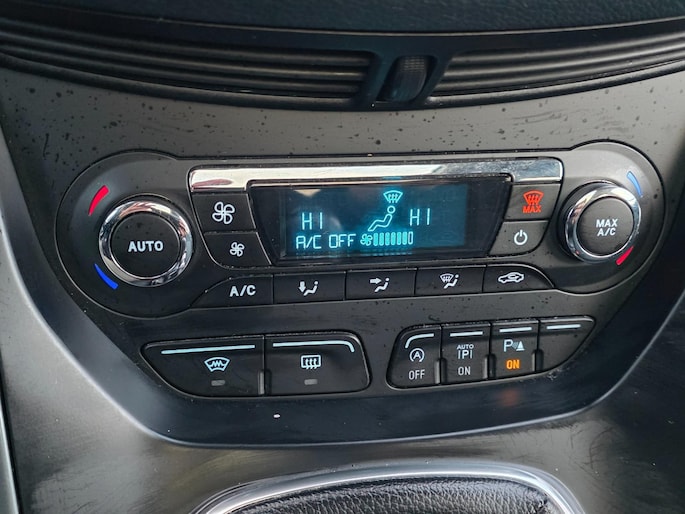 HI HI
A/C OFF
AUTO
MAX
MAX
A/C
A/C
A
OFF
AUTO
P
ON
P
ON